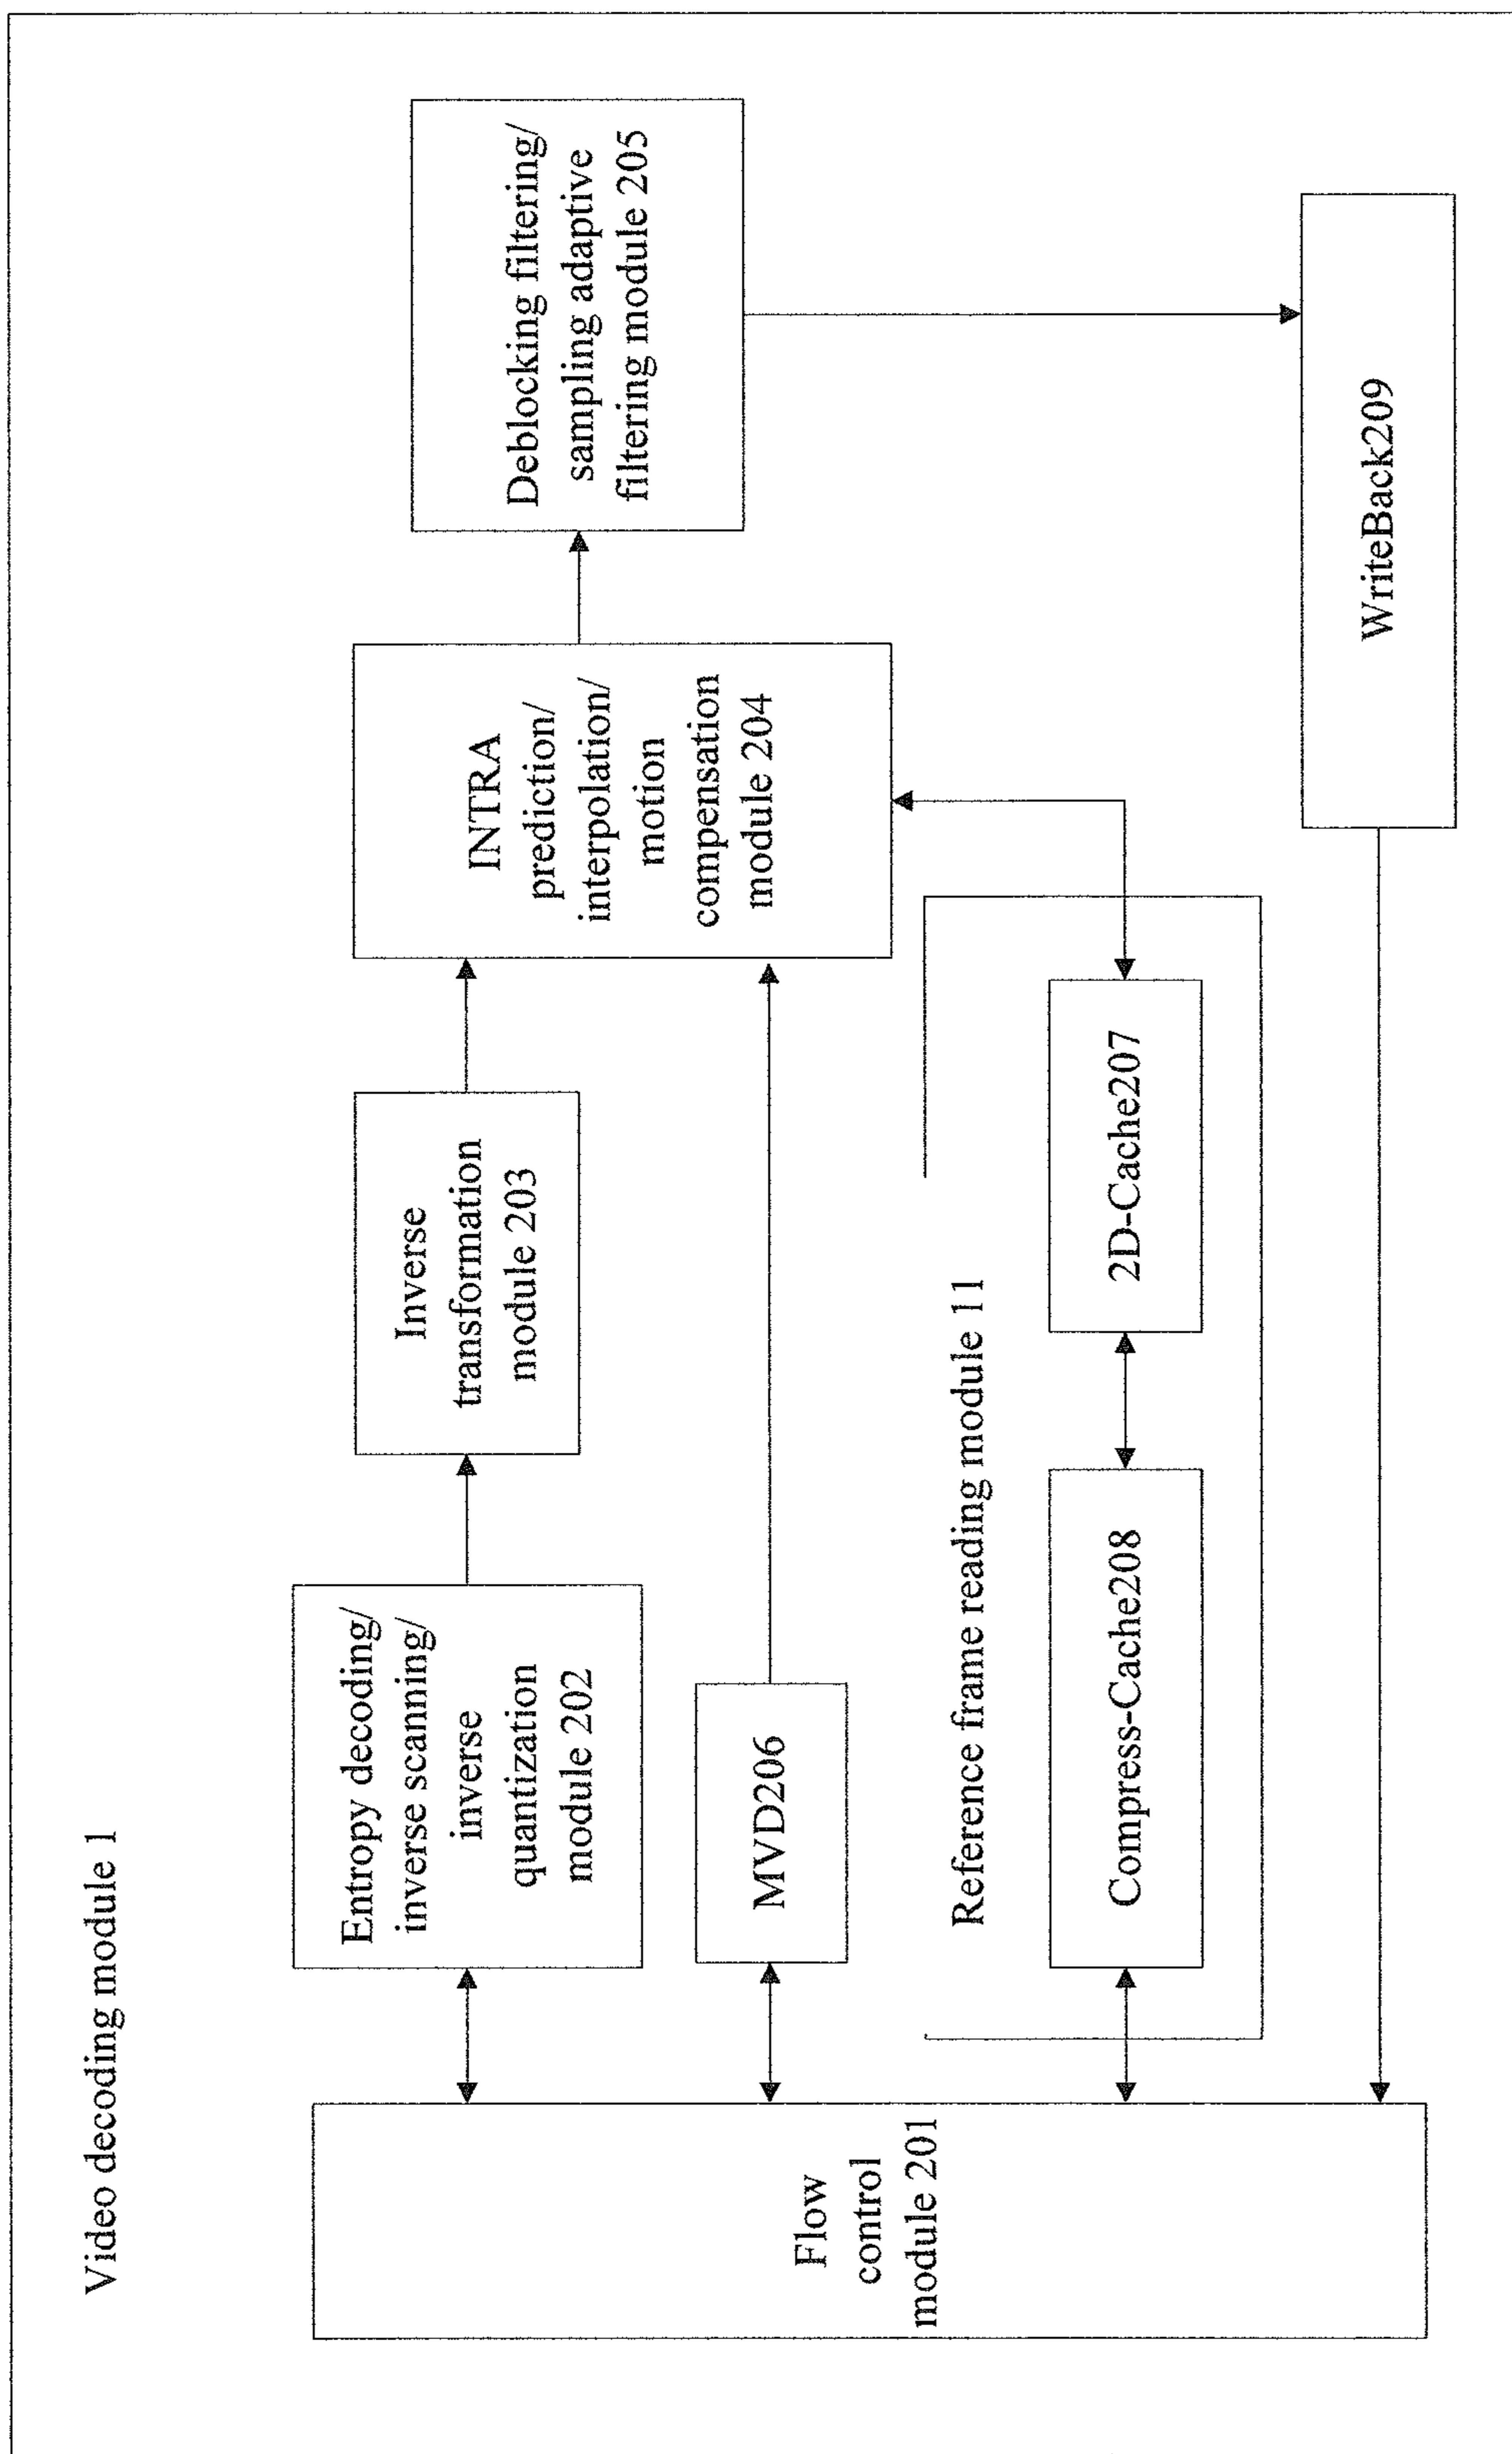 Video decoding module 1
Flow
control
module 201
Entropy decoding/
inverse scanning/
inverse
quantization
module 202
Inverse
transformation
module 203
INTRA
prediction/
interpolation/
motion
compensation
module 204
Deblocking filtering/
sampling adaptive
filtering module 205
MVD206
Reference frame reading module 11
Compress-Cache208
2D-Cache207
WriteBack209